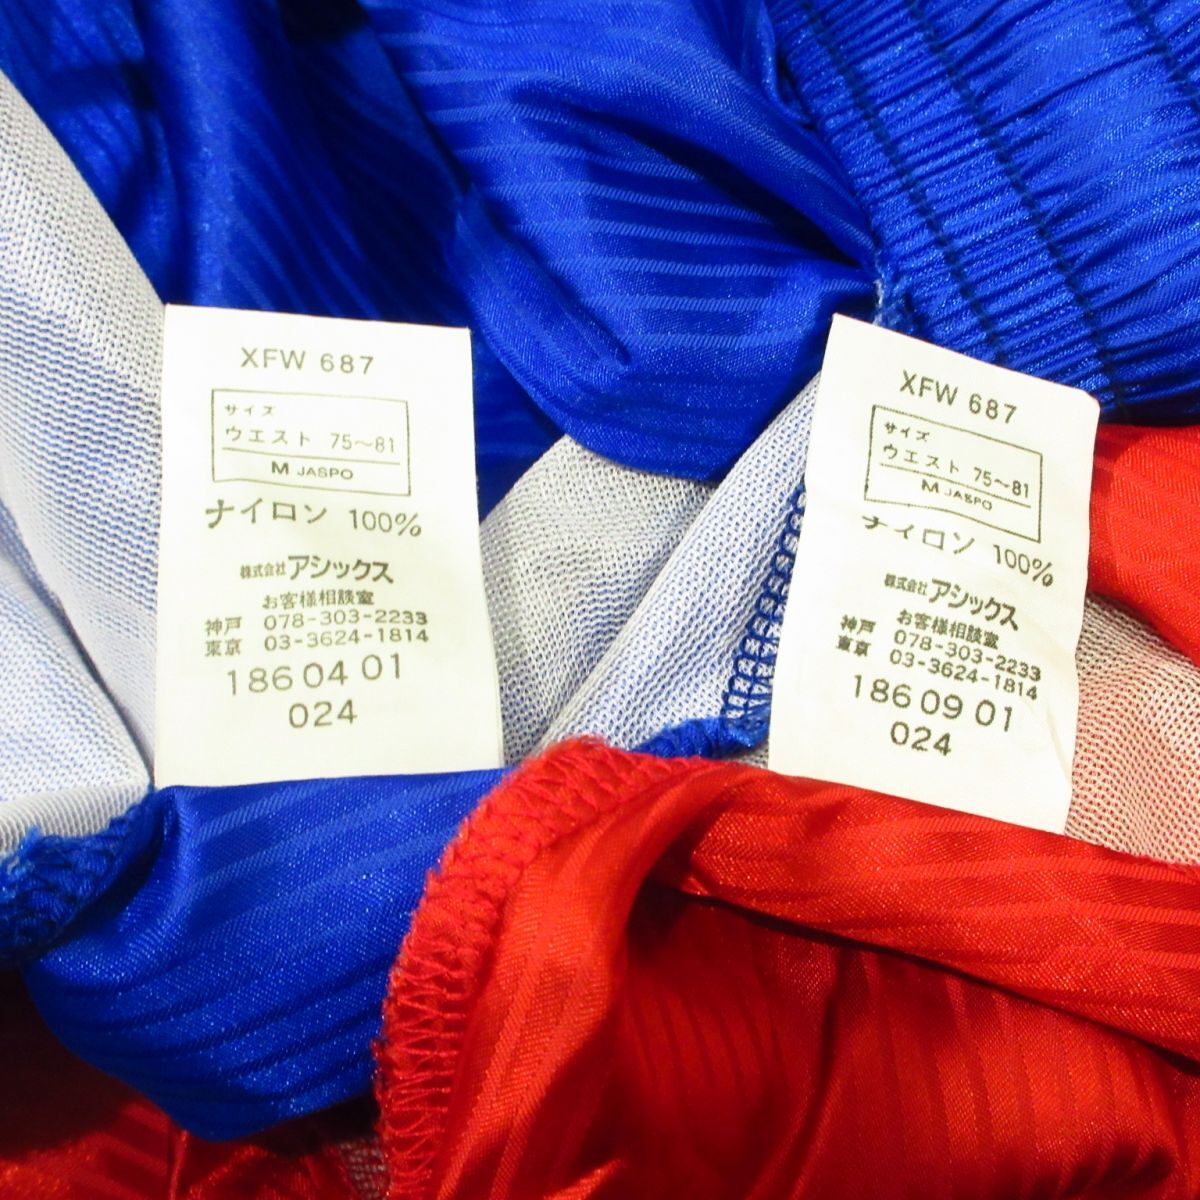 XFW 687
サイズ
ウエスト 75～81
M JASPO
ナイロン 100%
株式会社アシックス
お客様相談室
神戸 078-303-2233
東京 03-3624-1814
186 04 01
024
XFW 687
サイズ
ウエスト 75～81
M JASPO
ナイロン 100%
株式会社アシックス
お客様相談室
神戸 078-303-2233
東京 03-3624-1814
186 09 01
024